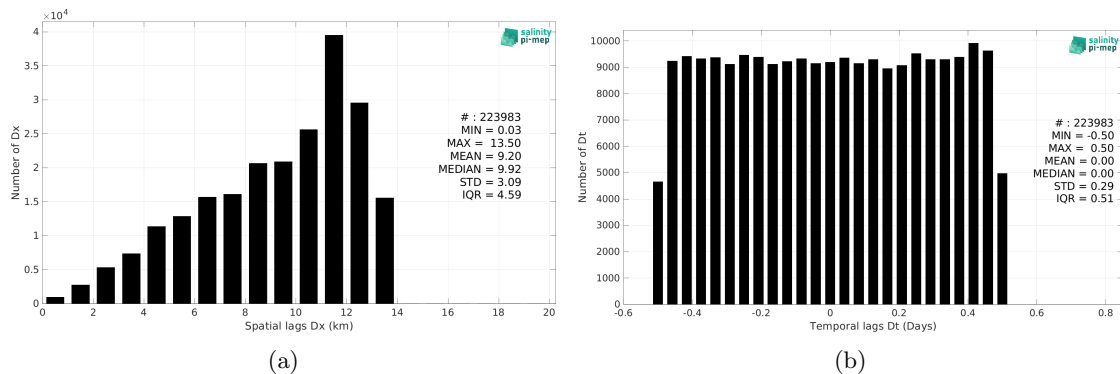 ×10⁴
4
3.5
3
2.5
2
1.5
1
0.5
0
Number of Dx
0 2 4 6 8 10 12 14 16 18 20
Spatial lags Dx (km)
salinity
pi-mep
# : 223983
MIN = 0.03
MAX = 13.50
MEAN = 9.20
MEDIAN = 9.92
STD = 3.09
IQR = 4.59
(a)
10000
9000
8000
7000
6000
5000
4000
3000
2000
1000
0
Number of Dt
-0.6 -0.4 -0.2 0 0.2 0.4 0.6 0.8
Temporal lags Dt (Days)
salinity
pi-mep
# : 223983
MIN = -0.50
MAX = 0.50
MEAN = 0.00
MEDIAN = 0.00
STD = 0.29
IQR = 0.51
(b)